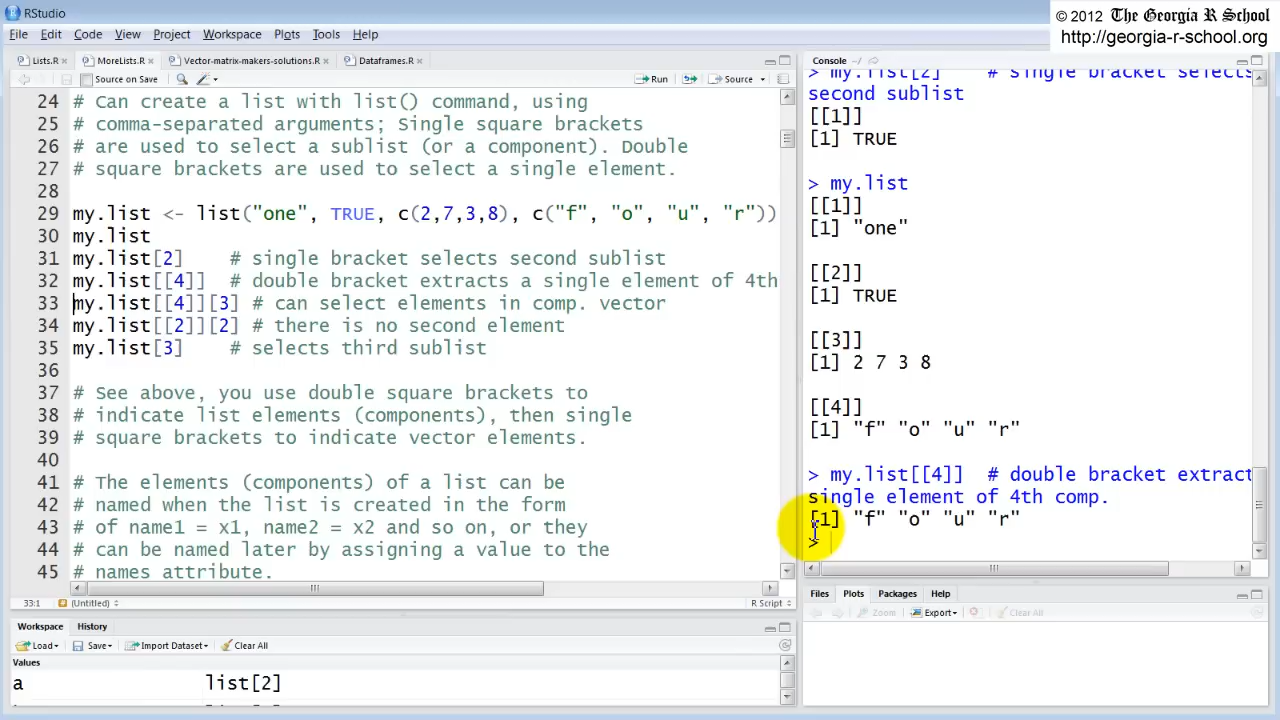 RStudio
© 2012 The Georgia R School
http://georgia-r-school.org
File Edit Code View Project Workspace Plots Tools Help
Lists.R MoreLists.R Vector-matrix-makers-solutions.R Dataframes.R
Source on Save Run Source
24 # Can create a list with list() command, using
25 # comma-separated arguments; Single square brackets
26 # are used to select a sublist (or a component). Double
27 # square brackets are used to select a single element.
28
29 my.list <- list("one", TRUE, c(2,7,3,8), c("f", "o", "u", "r"))
30 my.list
31 my.list[2] # single bracket selects second sublist
32 my.list[[4]] # double bracket extracts a single element of 4th
33 my.list[[4]][3] # can select elements in comp. vector
34 my.list[[2]][2] # there is no second element
35 my.list[3] # selects third sublist
36
37 # See above, you use double square brackets to
38 # indicate list elements (components), then single
39 # square brackets to indicate vector elements.
40
41 # The elements (components) of a list can be
42 # named when the list is created in the form
43 # of name1 = x1, name2 = x2 and so on, or they
44 # can be named later by assigning a value to the
45 # names attribute.
33:1 (Untitled) R Script
Workspace History
Load Save Import Dataset Clear All
Values
a list[2]
Console ~/
> my.list[2] # single bracket selects
second sublist
[[1]]
[1] TRUE
> my.list
[[1]]
[1] "one"
[[2]]
[1] TRUE
[[3]]
[1] 2 7 3 8
[[4]]
[1] "f" "o" "u" "r"
> my.list[[4]] # double bracket extract
single element of 4th comp.
[1] "f" "o" "u" "r"
>
Files Plots Packages Help
Zoom Export Clear All